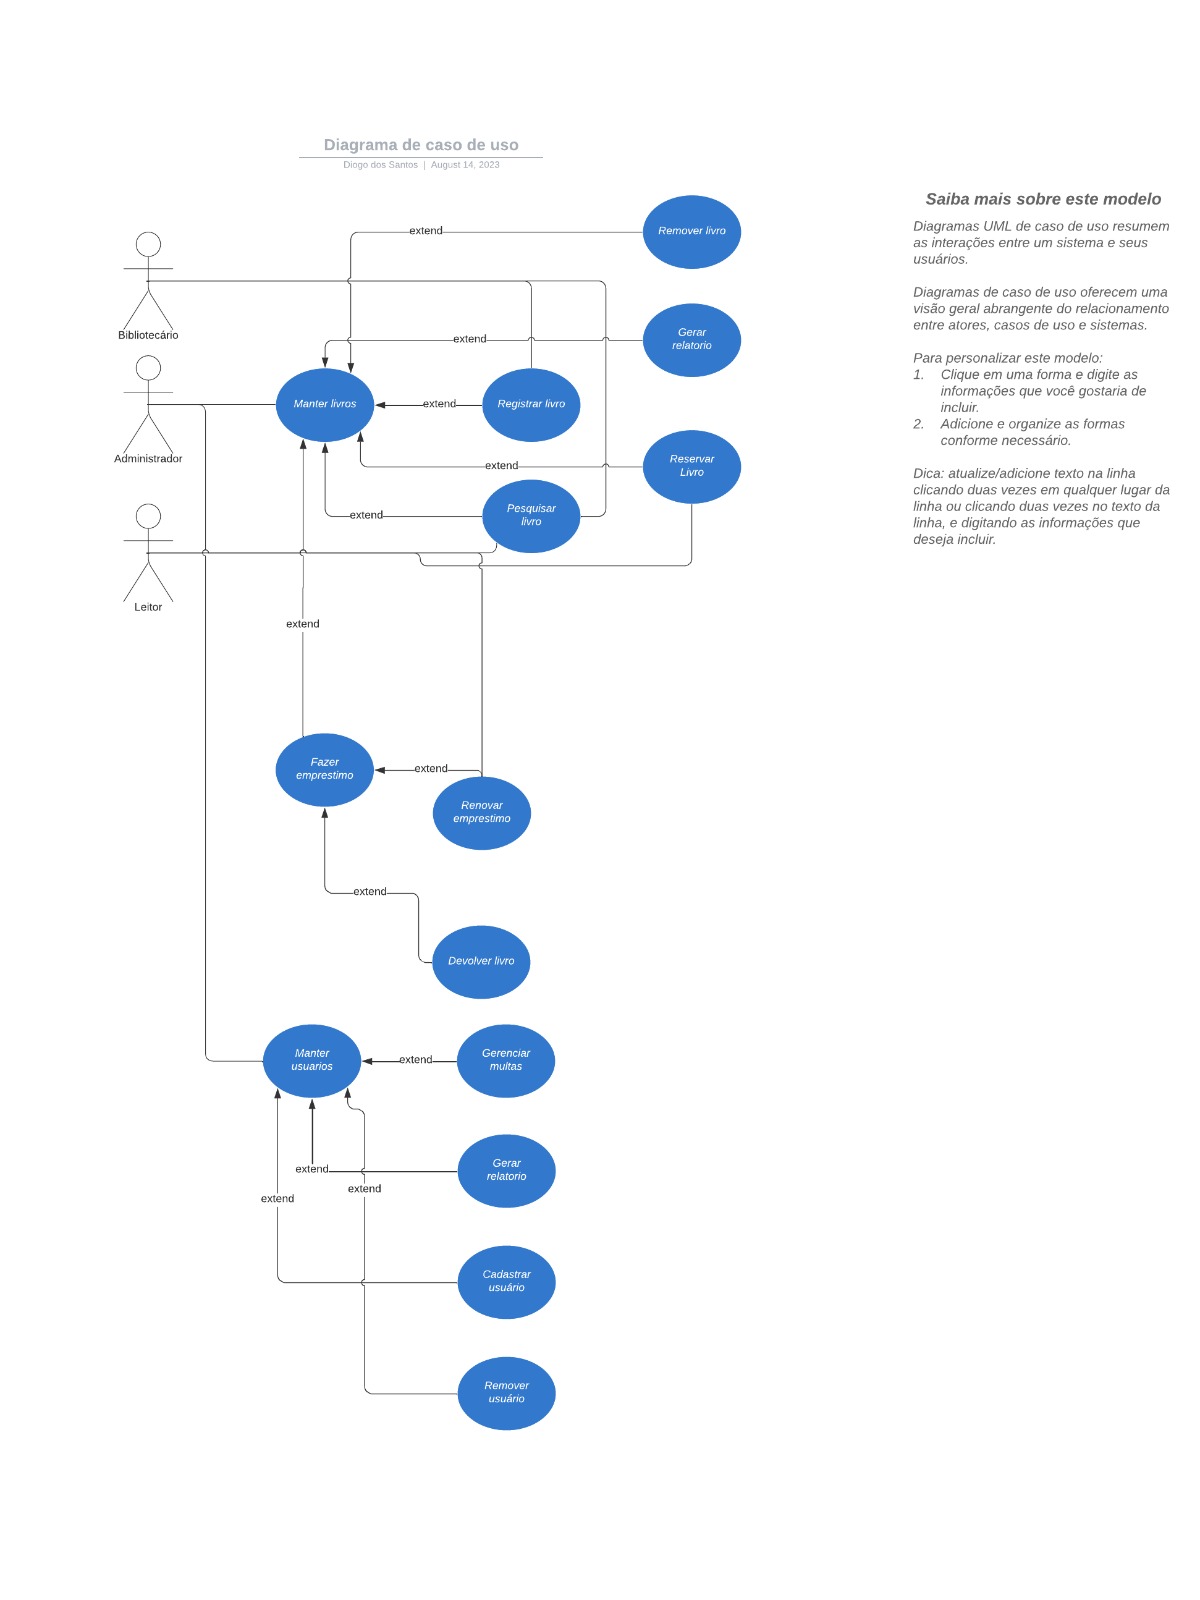 Diagrama de caso de uso
Diogo dos Santos | August 14, 2023
Saiba mais sobre este modelo
Diagramas UML de caso de uso resumem
as interações entre um sistema e seus
usuários.
Diagramas de caso de uso oferecem uma
visão geral abrangente do relacionamento
entre atores, casos de uso e sistemas.
Para personalizar este modelo:
1. Clique em uma forma e digite as
informações que você gostaria de
incluir.
2. Adicione e organize as formas
conforme necessário.
Dica: atualize/adicione texto na linha
clicando duas vezes em qualquer lugar da
linha ou clicando duas vezes no texto da
linha, e digitando as informações que
deseja incluir.
extend
Remover livro
Bibliotecário
extend
Gerar
relatorio
Manter livros
extend
Registrar livro
Administrador
extend
Reservar
Livro
extend
Pesquisar
livro
Leitor
extend
Fazer
emprestimo
extend
Renovar
emprestimo
extend
Devolver livro
Manter
usuarios
extend
Gerenciar
multas
extend
Gerar
relatorio
extend
extend
Cadastrar
usuário
Remover
usuário